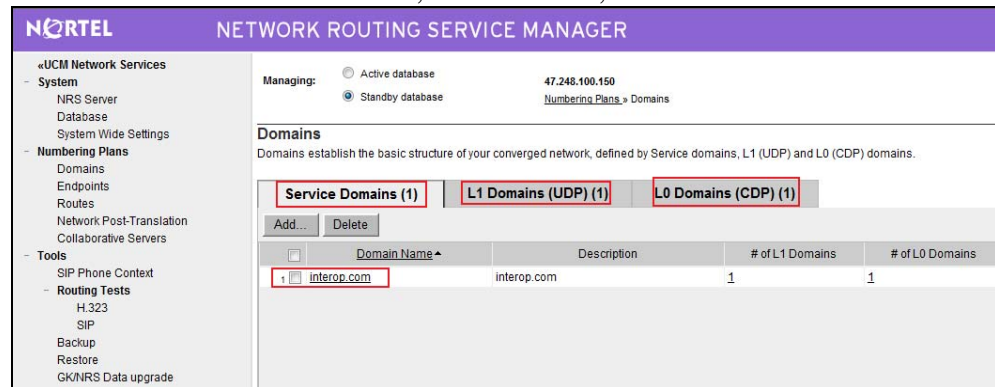 NØRTEL
NETWORK ROUTING SERVICE MANAGER
«UCM Network Services
- System
NRS Server
Database
System Wide Settings
- Numbering Plans
Domains
Endpoints
Routes
Network Post-Translation
Collaborative Servers
- Tools
SIP Phone Context
- Routing Tests
H.323
SIP
Backup
Restore
GK/NRS Data upgrade
Managing:
Active database
Standby database
47.248.100.150
Numbering Plans » Domains
Domains
Domains establish the basic structure of your converged network, defined by Service domains, L1 (UDP) and L0 (CDP) domains.
Service Domains (1) L1 Domains (UDP) (1) L0 Domains (CDP) (1)
Add... Delete
Domain Name Description # of L1 Domains # of L0 Domains
1 interop.com interop.com 1 1